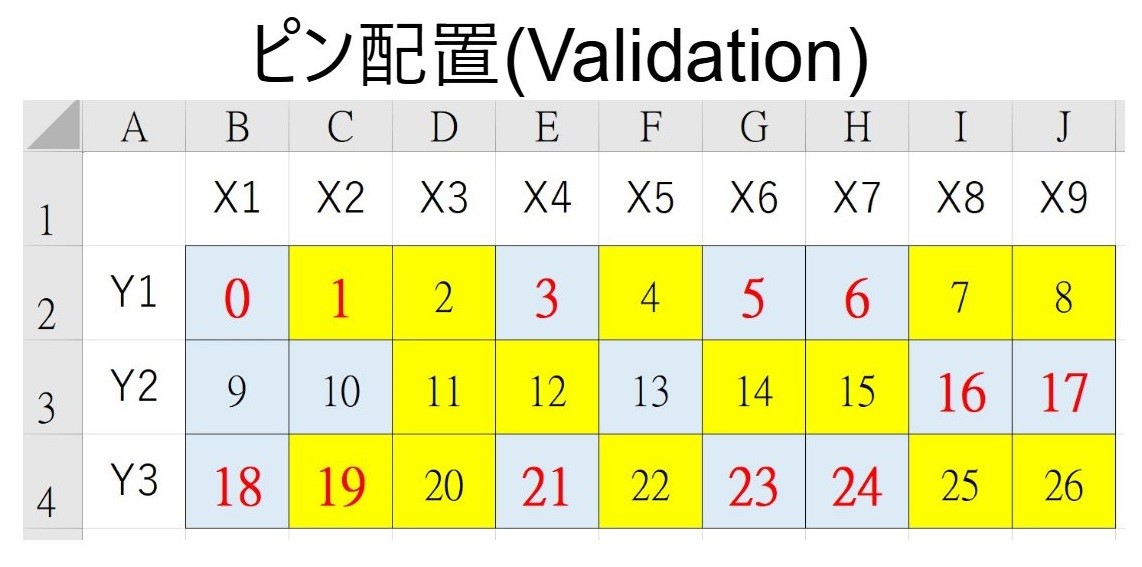 ピン配置(Validation)
A B C D E F G H I J
1 X1 X2 X3 X4 X5 X6 X7 X8 X9
2 Y1 0 1 2 3 4 5 6 7 8
3 Y2 9 10 11 12 13 14 15 16 17
4 Y3 18 19 20 21 22 23 24 25 26